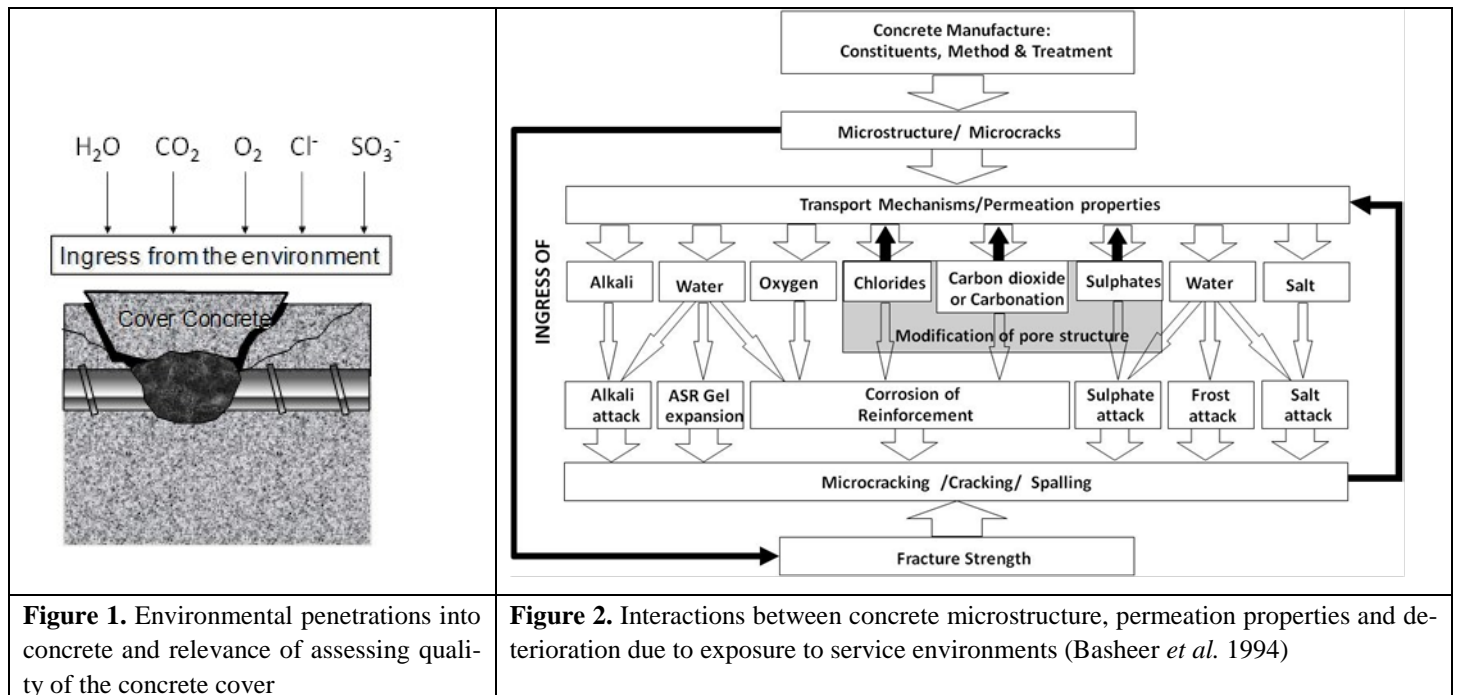 H₂O CO₂ O₂ Cl⁻ SO₃⁻
Ingress from the environment
Cover Concrete
Figure 1. Environmental penetrations into
concrete and relevance of assessing quali-
ty of the concrete cover
Concrete Manufacture:
Constituents, Method & Treatment
Microstructure/ Microcracks
Transport Mechanisms/Permeation properties
INGRESS OF
Alkali
Water
Oxygen
Chlorides
Carbon dioxide
or Carbonation
Sulphates
Water
Salt
Modification of pore structure
Alkali
attack
ASR Gel
expansion
Corrosion of
Reinforcement
Sulphate
attack
Frost
attack
Salt
attack
Microcracking /Cracking/ Spalling
Fracture Strength
Figure 2. Interactions between concrete microstructure, permeation properties and de-
terioration due to exposure to service environments (Basheer et al. 1994)